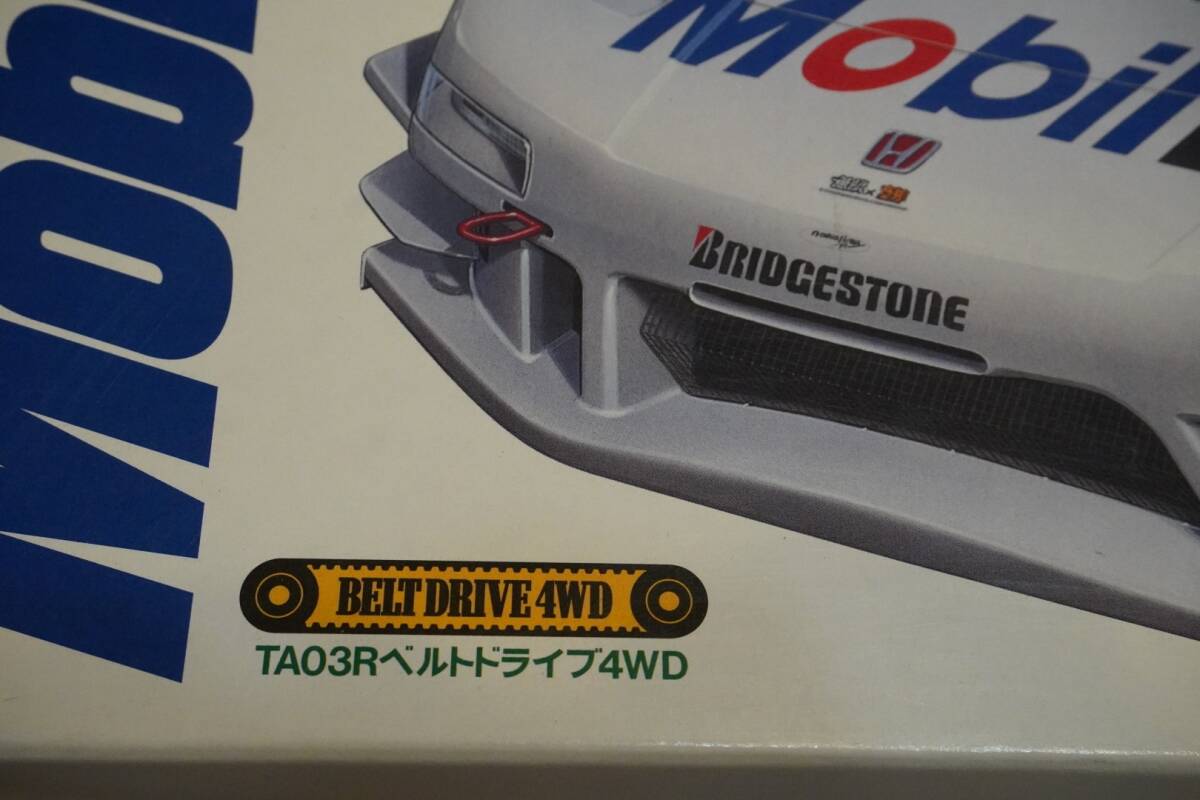 Mobil
Mobi
H
BRIDGESTONE
BELT DRIVE 4WD
TA03Rベルトドライブ4WD